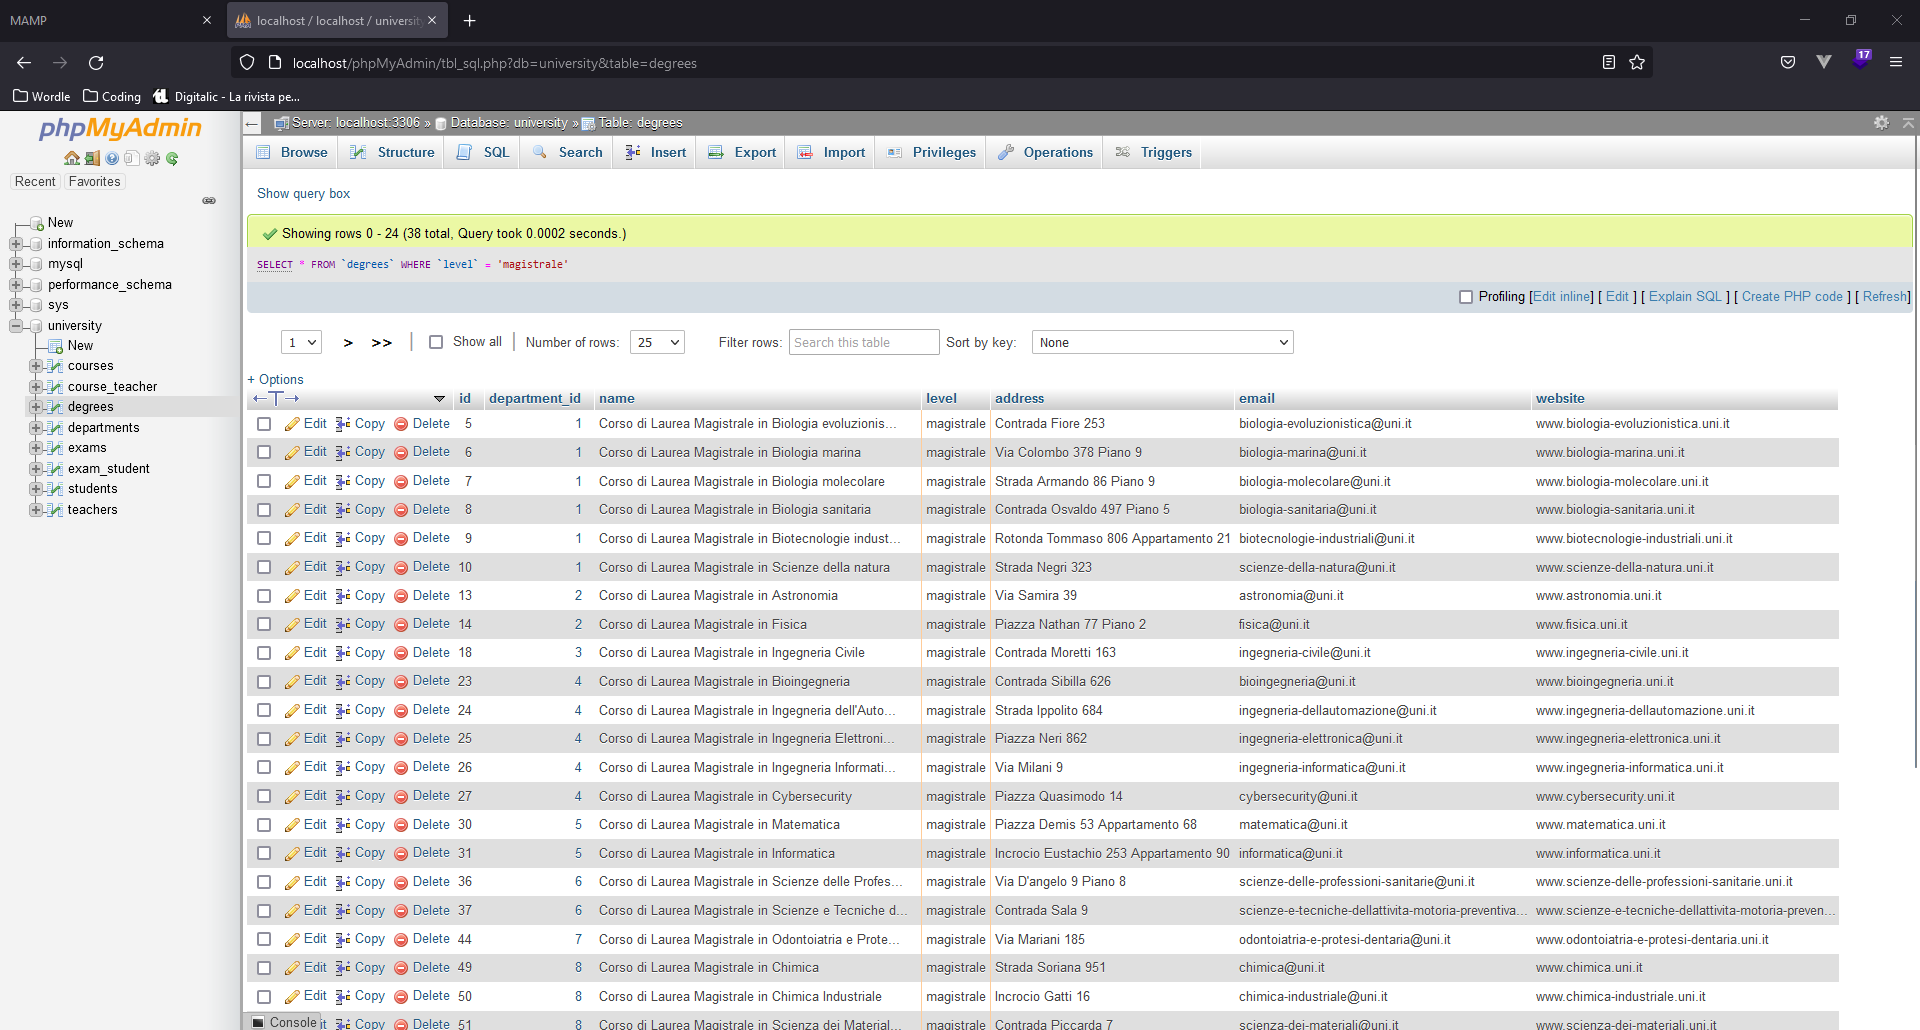 MAMP
localhost / localhost / university
localhost/phpMyAdmin/tbl_sql.php?db=university&table=degrees
17
Wordle Coding Digitalic - La rivista pe...
phpMyAdmin
Recent Favorites
New
information_schema
mysql
performance_schema
sys
university
New
courses
course_teacher
degrees
departments
exams
exam_student
students
teachers
Server: localhost:3306 » Database: university » Table: degrees
Browse Structure SQL Search Insert Export Import Privileges Operations Triggers
Show query box
Showing rows 0 - 24 (38 total, Query took 0.0002 seconds.)
SELECT * FROM `degrees` WHERE `level` = 'magistrale'
Profiling [Edit inline] [ Edit ] [ Explain SQL ] [ Create PHP code ] [ Refresh]
1 > >> | Show all | Number of rows: 25 Filter rows: Search this table Sort by key: None
+ Options
←T→ id department_id name level address email website
Edit Copy Delete 5 1 Corso di Laurea Magistrale in Biologia evoluzionis... magistrale Contrada Fiore 253 biologia-evoluzionistica@uni.it www.biologia-evoluzionistica.uni.it
Edit Copy Delete 6 1 Corso di Laurea Magistrale in Biologia marina magistrale Via Colombo 378 Piano 9 biologia-marina@uni.it www.biologia-marina.uni.it
Edit Copy Delete 7 1 Corso di Laurea Magistrale in Biologia molecolare magistrale Strada Armando 86 Piano 9 biologia-molecolare@uni.it www.biologia-molecolare.uni.it
Edit Copy Delete 8 1 Corso di Laurea Magistrale in Biologia sanitaria magistrale Contrada Osvaldo 497 Piano 5 biologia-sanitaria@uni.it www.biologia-sanitaria.uni.it
Edit Copy Delete 9 1 Corso di Laurea Magistrale in Biotecnologie indust... magistrale Rotonda Tommaso 806 Appartamento 21 biotecnologie-industriali@uni.it www.biotecnologie-industriali.uni.it
Edit Copy Delete 10 1 Corso di Laurea Magistrale in Scienze della natura magistrale Strada Negri 323 scienze-della-natura@uni.it www.scienze-della-natura.uni.it
Edit Copy Delete 13 2 Corso di Laurea Magistrale in Astronomia magistrale Via Samira 39 astronomia@uni.it www.astronomia.uni.it
Edit Copy Delete 14 2 Corso di Laurea Magistrale in Fisica magistrale Piazza Nathan 77 Piano 2 fisica@uni.it www.fisica.uni.it
Edit Copy Delete 18 3 Corso di Laurea Magistrale in Ingegneria Civile magistrale Contrada Moretti 163 ingegneria-civile@uni.it www.ingegneria-civile.uni.it
Edit Copy Delete 23 4 Corso di Laurea Magistrale in Bioingegneria magistrale Contrada Sibilla 626 bioingegneria@uni.it www.bioingegneria.uni.it
Edit Copy Delete 24 4 Corso di Laurea Magistrale in Ingegneria dell'Auto... magistrale Strada Ippolito 684 ingegneria-dellautomazione@uni.it www.ingegneria-dellautomazione.uni.it
Edit Copy Delete 25 4 Corso di Laurea Magistrale in Ingegneria Elettroni... magistrale Piazza Neri 862 ingegneria-elettronica@uni.it www.ingegneria-elettronica.uni.it
Edit Copy Delete 26 4 Corso di Laurea Magistrale in Ingegneria Informati... magistrale Via Milani 9 ingegneria-informatica@uni.it www.ingegneria-informatica.uni.it
Edit Copy Delete 27 4 Corso di Laurea Magistrale in Cybersecurity magistrale Piazza Quasimodo 14 cybersecurity@uni.it www.cybersecurity.uni.it
Edit Copy Delete 30 5 Corso di Laurea Magistrale in Matematica magistrale Piazza Demis 53 Appartamento 68 matematica@uni.it www.matematica.uni.it
Edit Copy Delete 31 5 Corso di Laurea Magistrale in Informatica magistrale Incrocio Eustachio 253 Appartamento 90 informatica@uni.it www.informatica.uni.it
Edit Copy Delete 36 6 Corso di Laurea Magistrale in Scienze delle Profes... magistrale Via D'angelo 9 Piano 8 scienze-delle-professioni-sanitarie@uni.it www.scienze-delle-professioni-sanitarie.uni.it
Edit Copy Delete 37 6 Corso di Laurea Magistrale in Scienze e Tecniche d... magistrale Contrada Sala 9 scienze-e-tecniche-dellattivita-motoria-preventiva... www.scienze-e-tecniche-dellattivita-motoria-preven...
Edit Copy Delete 44 7 Corso di Laurea Magistrale in Odontoiatria e Prote... magistrale Via Mariani 185 odontoiatria-e-protesi-dentaria@uni.it www.odontoiatria-e-protesi-dentaria.uni.it
Edit Copy Delete 49 8 Corso di Laurea Magistrale in Chimica magistrale Strada Soriana 951 chimica@uni.it www.chimica.uni.it
Edit Copy Delete 50 8 Corso di Laurea Magistrale in Chimica Industriale magistrale Incrocio Gatti 16 chimica-industriale@uni.it www.chimica-industriale.uni.it
Console Copy Delete 51 8 Corso di Laurea Magistrale in Scienza dei Material... magistrale Contrada Piccarda 7 scienza-dei-materiali@uni.it www.scienza-dei-materiali.uni.it